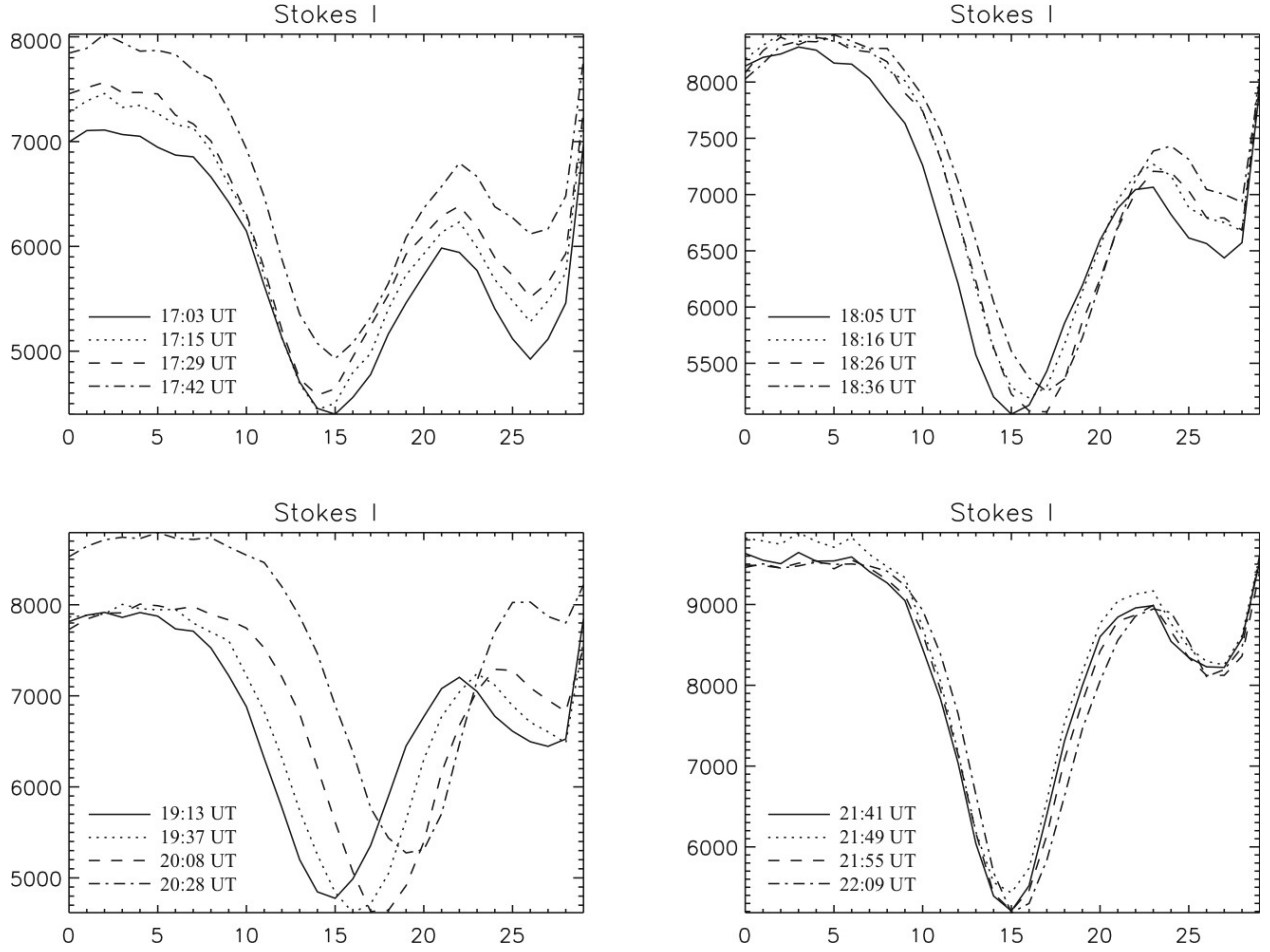 Stokes I
8000
7000
6000
5000
17:03 UT
17:15 UT
17:29 UT
17:42 UT
0 5 10 15 20 25
Stokes I
8000
7500
7000
6500
6000
5500
18:05 UT
18:16 UT
18:26 UT
18:36 UT
0 5 10 15 20 25
Stokes I
8000
7000
6000
5000
19:13 UT
19:37 UT
20:08 UT
20:28 UT
0 5 10 15 20 25
Stokes I
9000
8000
7000
6000
21:41 UT
21:49 UT
21:55 UT
22:09 UT
0 5 10 15 20 25